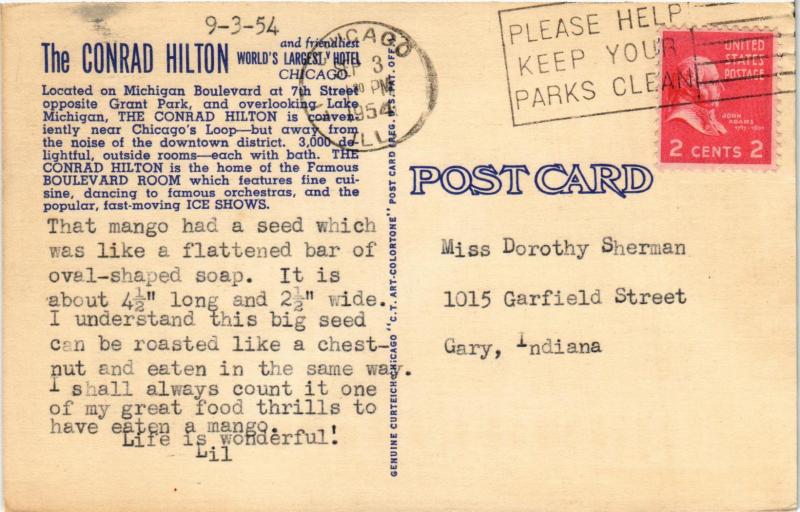 9-3-54
The CONRAD HILTON
and friendliest
WORLD'S LARGEST HOTEL
CHICAGO
Located on Michigan Boulevard at 7th Street
opposite Grant Park, and overlooking Lake
Michigan, THE CONRAD HILTON is conven-
iently near Chicago's Loop—but away from
the noise of the downtown district. 3,000 de-
lightful, outside rooms—each with bath. THE
CONRAD HILTON is the home of the Famous
BOULEVARD ROOM which features fine cui-
sine, dancing to famous orchestras, and the
popular, fast-moving ICE SHOWS.
That mango had a seed which
was like a flattened bar of
oval-shaped soap. It is
about 4½" long and 2½" wide.
I understand this big seed
can be roasted like a chest-
nut and eaten in the same way.
I shall always count it one
of my great food thrills to
have eaten a mango.
Life is wonderful!
Lil
GENUINE CURTEICH-CHICAGO "C.T. ART-COLORTONE" POST CARD (REG. U.S. PAT. OFF.
CHICAGO
SEP 3
PM
1954
ILL.
PLEASE HELP
KEEP YOUR
PARKS CLEAN
UNITED
STATES
POSTAGE
JOHN
ADAMS
2 CENTS 2
POST CARD
Miss Dorothy Sherman
1015 Garfield Street
Gary, Indiana